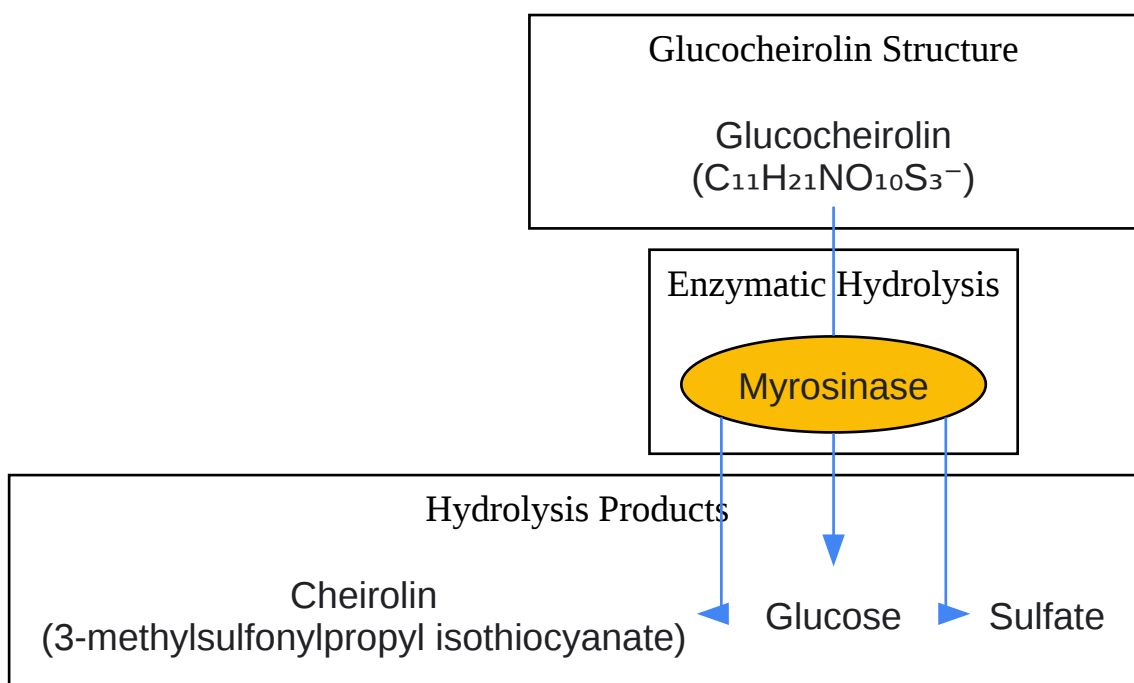 Glucocheirolin Structure
Glucocheirolin
(C₁₁H₂₁NO₁₀S₃⁻)
Enzymatic Hydrolysis
Myrosinase
Hydrolysis Products
Cheirolin
(3-methylsulfonylpropyl isothiocyanate)
Glucose
Sulfate